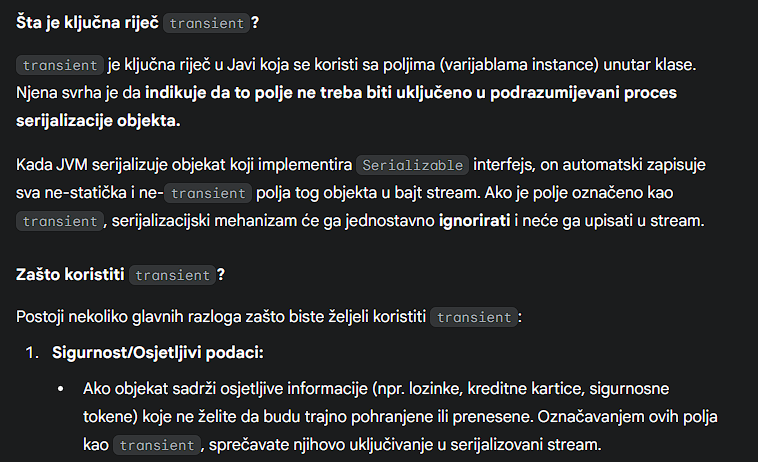 Šta je ključna riječ transient?
transient je ključna riječ u Javi koja se koristi sa poljima (varijablama instance) unutar klase.
Njena svrha je da indikuje da to polje ne treba biti uključeno u podrazumijevani proces
serijalizacije objekta.
Kada JVM serijalizuje objekat koji implementira Serializable interfejs, on automatski zapisuje
sva ne-statička i ne-transient polja tog objekta u bajt stream. Ako je polje označeno kao
transient, serijalizacijski mehanizam će ga jednostavno ignorirati i neće ga upisati u stream.
Zašto koristiti transient?
Postoji nekoliko glavnih razloga zašto biste željeli koristiti transient:
1. Sigurnost/Osjetljivi podaci:
• Ako objekat sadrži osjetljive informacije (npr. lozinke, kreditne kartice, sigurnosne
tokene) koje ne želite da budu trajno pohranjene ili prenesene. Označavanjem ovih polja
kao transient, sprečavate njihovo uključivanje u serijalizovani stream.